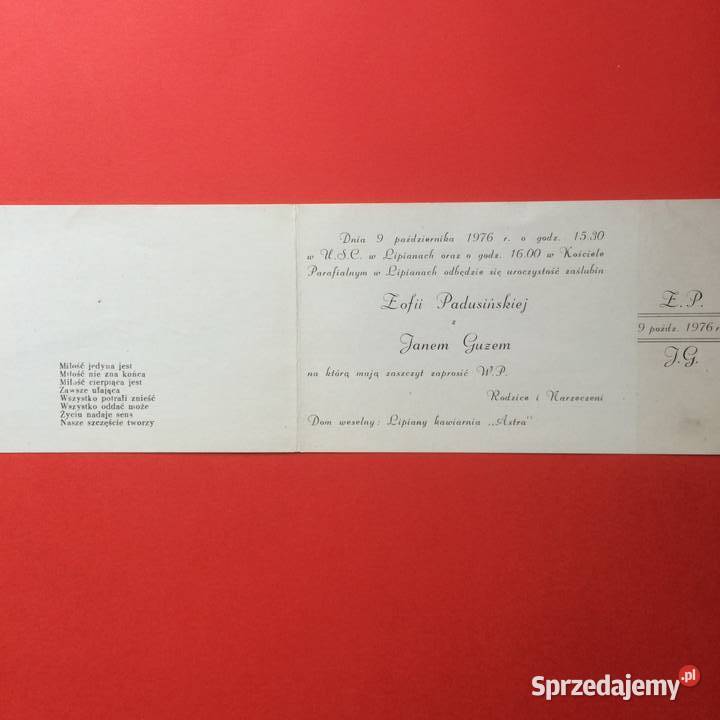 Miłość jedyna jest
Miłość nie zna końca
Miłość cierpiąca jest
Zawsze ufająca
Wszystko potrafi znieść
Wszystko oddać może
Życiu nadaje sens
Nasze szczęście tworzy
Dnia 9 października 1976 r. o godz. 15.30
w U.S.C. w Lipianach oraz o godz. 16.00 w Kościele
Parafialnym w Lipianach odbędzie się uroczystość zaślubin
Zofii Padusińskiej
z
Janem Guzem
na którą mają zaszczyt zaprosić W.P.
Rodzice i Narzeczeni
Dom weselny: Lipiany kawiarnia „Astra"
Z.P.
9 paźdz. 1976 r
J.G.
Sprzedajemy.pl